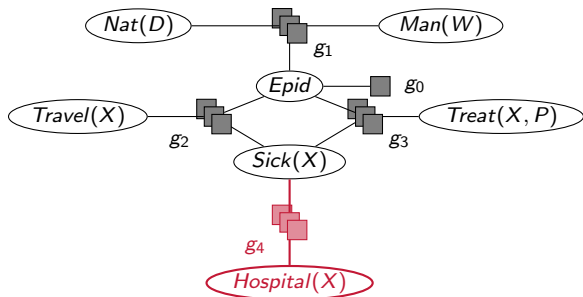 Nat(D) Man(W)
g₁
Epid g₀
Travel(X) Treat(X, P)
g₂ g₃
Sick(X)
g₄
Hospital(X)